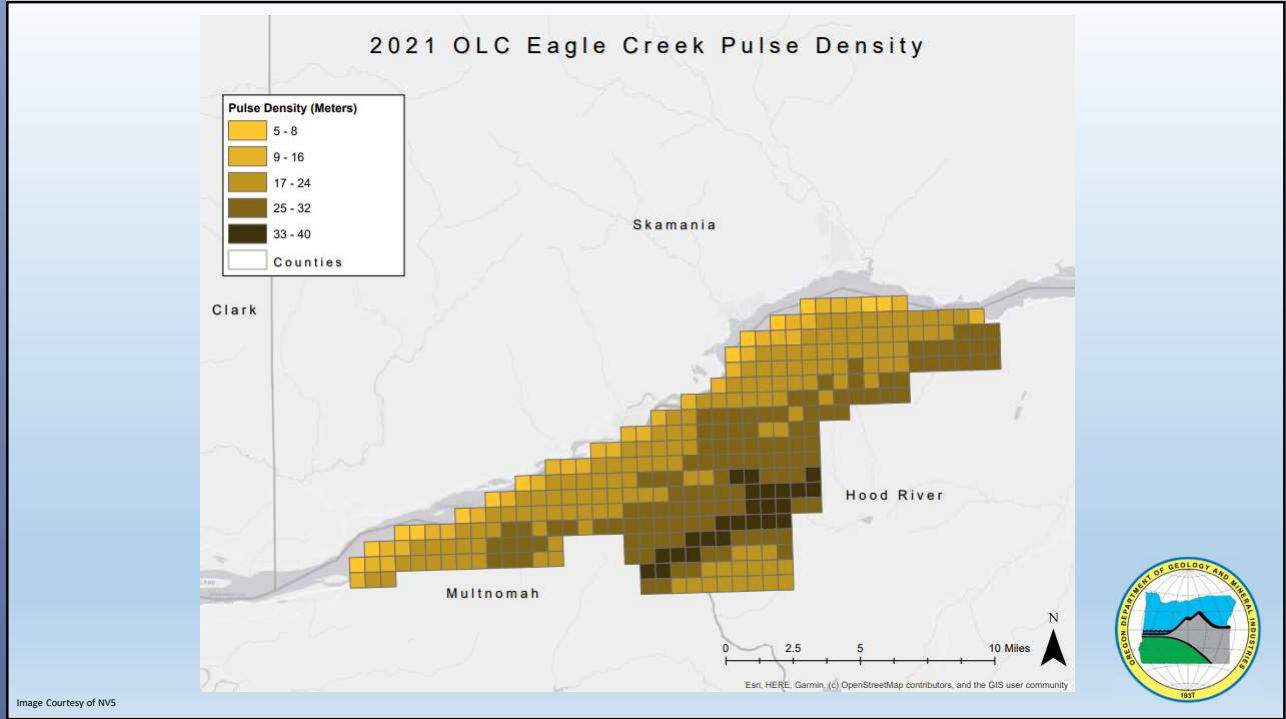 2021 OLC Eagle Creek Pulse Density
Pulse Density (Meters)
5 - 8
9 - 16
17 - 24
25 - 32
33 - 40
Counties
Skamania
Clark
Hood River
Multnomah
N
0 2.5 5 10 Miles
Esri, HERE, Garmin, (c) OpenStreetMap contributors, and the GIS user community
OREGON DEPARTMENT OF GEOLOGY AND MINERAL INDUSTRIES
1937
Image Courtesy of NV5